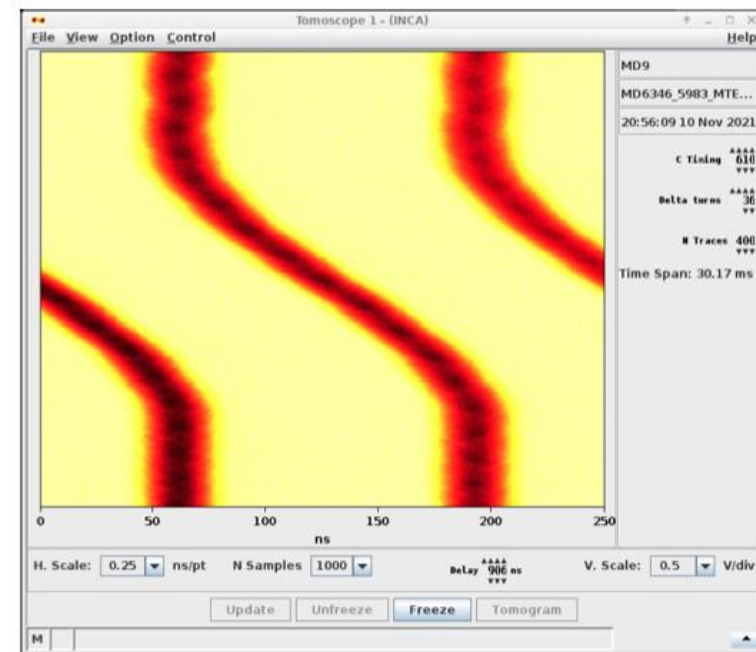 Tomoscope 1 - (INCA)
File View Option Control Help
MD9
MD6346_5983_MTE...
20:56:09 10 Nov 2021
C Timing 610
Delta turns 36
N Traces 400
Time Span: 30.17 ms
0 50 100 150 200 250
ns
H. Scale: 0.25 ns/pt N Samples 1000 Delay 906 ns V. Scale: 0.5 V/div
Update Unfreeze Freeze Tomogram
M